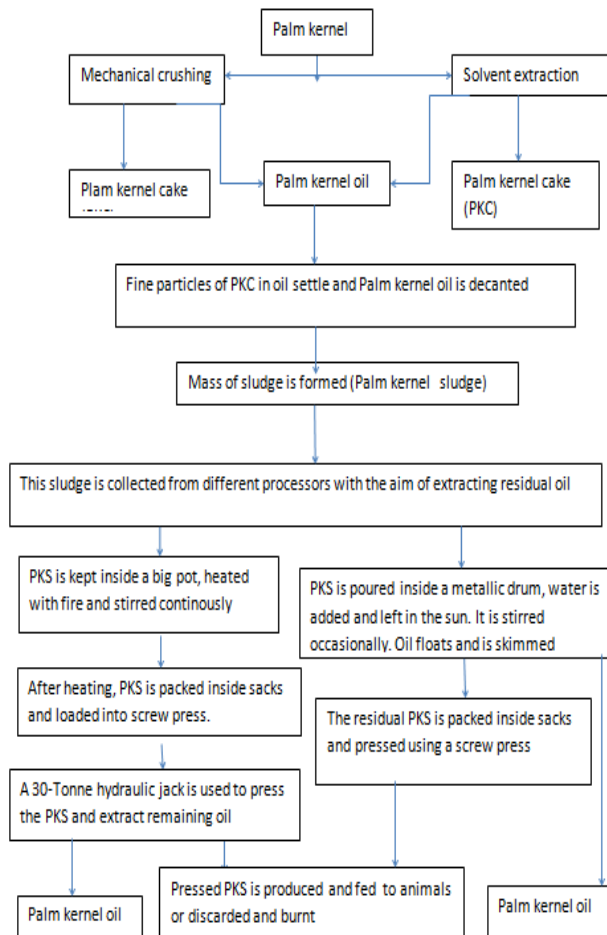 Palm kernel
Mechanical crushing
Solvent extraction
Plam kernel cake
Palm kernel oil
Palm kernel cake
(PKC)
Fine particles of PKC in oil settle and Palm kernel oil is decanted
Mass of sludge is formed (Palm kernel sludge)
This sludge is collected from different processors with the aim of extracting residual oil
PKS is kept inside a big pot, heated
with fire and stirred continously
PKS is poured inside a metallic drum, water is
added and left in the sun. It is stirred
occasionally. Oil floats and is skimmed
After heating, PKS is packed inside sacks
and loaded into screw press.
The residual PKS is packed inside sacks
and pressed using a screw press
A 30-Tonne hydraulic jack is used to press
the PKS and extract remaining oil
Palm kernel oil
Pressed PKS is produced and fed to animals
or discarded and burnt
Palm kernel oil